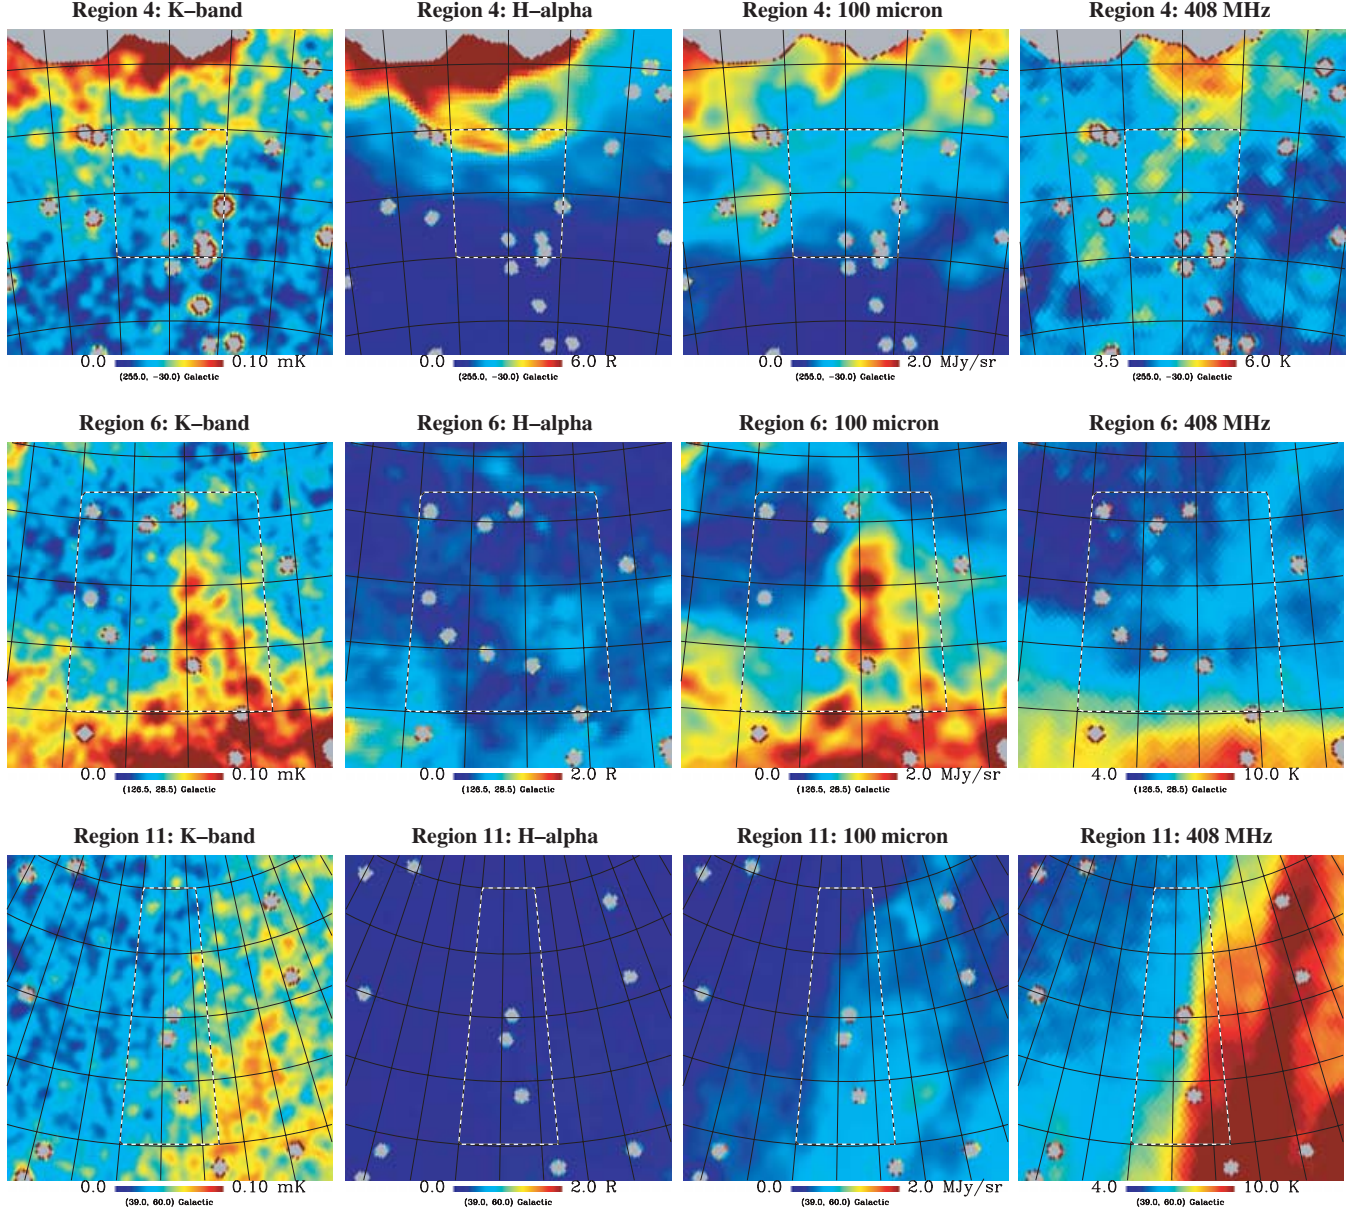 Region 4: K–band
Region 4: H–alpha
Region 4: 100 micron
Region 4: 408 MHz
0.0 0.10 mK
(255.0, −30.0) Galactic
0.0 6.0 R
(255.0, −30.0) Galactic
0.0 2.0 MJy/sr
(255.0, −30.0) Galactic
3.5 6.0 K
(255.0, −30.0) Galactic
Region 6: K–band
Region 6: H–alpha
Region 6: 100 micron
Region 6: 408 MHz
0.0 0.10 mK
(126.5, 26.5) Galactic
0.0 2.0 R
(126.5, 26.5) Galactic
0.0 2.0 MJy/sr
(126.5, 26.5) Galactic
4.0 10.0 K
(126.5, 26.5) Galactic
Region 11: K–band
Region 11: H–alpha
Region 11: 100 micron
Region 11: 408 MHz
0.0 0.10 mK
(39.0, 60.0) Galactic
0.0 2.0 R
(39.0, 60.0) Galactic
0.0 2.0 MJy/sr
(39.0, 60.0) Galactic
4.0 10.0 K
(39.0, 60.0) Galactic